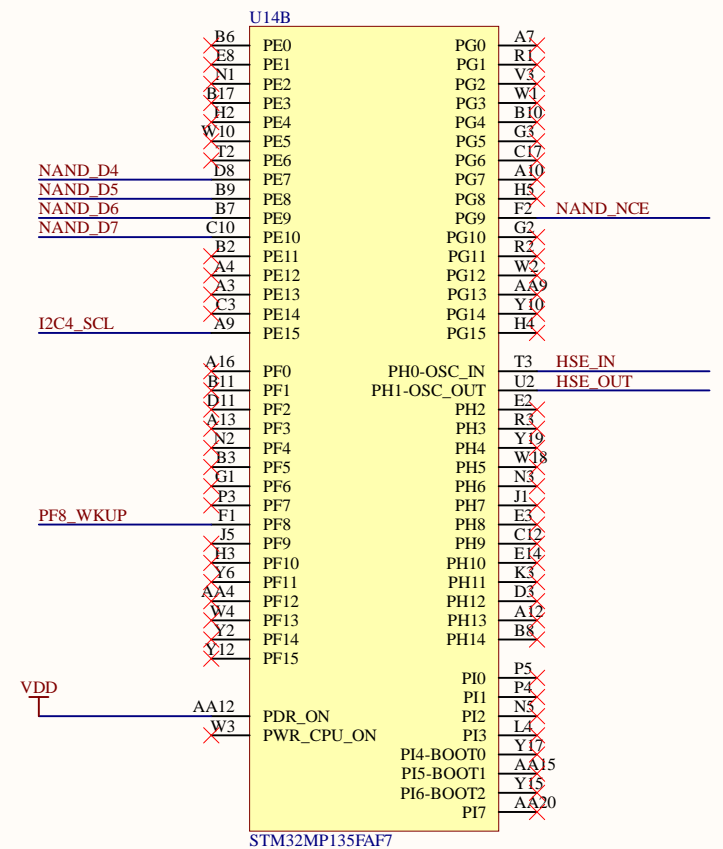 U14B
B6 PE0 PG0 A7
E8 PE1 PG1 R1
N1 PE2 PG2 V3
B17 PE3 PG3 W1
H2 PE4 PG4 B10
W10 PE5 PG5 G3
T2 PE6 PG6 C17
NAND_D4 D8 PE7 PG7 A10
NAND_D5 B9 PE8 PG8 H5
NAND_D6 B7 PE9 PG9 F2 NAND_NCE
NAND_D7 C10 PE10 PG10 G2
B2 PE11 PG11 R2
A4 PE12 PG12 W2
A3 PE13 PG13 AA9
C3 PE14 PG14 Y10
I2C4_SCL A9 PE15 PG15 H4
A16 PF0 PH0-OSC_IN T3 HSE_IN
B11 PF1 PH1-OSC_OUT U2 HSE_OUT
D11 PF2 PH2 E2
A13 PF3 PH3 R3
N2 PF4 PH4 Y19
B3 PF5 PH5 W18
G1 PF6 PH6 N3
P3 PF7 PH7 J1
PF8_WKUP F1 PF8 PH8 E3
J5 PF9 PH9 C12
H3 PF10 PH10 E14
Y6 PF11 PH11 K3
AA4 PF12 PH12 D3
W4 PF13 PH13 A12
Y2 PF14 PH14 B8
Y12 PF15
PI0 P5
PI1 P4
VDD AA12 PDR_ON PI2 N5
W3 PWR_CPU_ON PI3 L4
PI4-BOOT0 Y17
PI5-BOOT1 AA15
PI6-BOOT2 Y15
PI7 AA20
STM32MP135FAF7